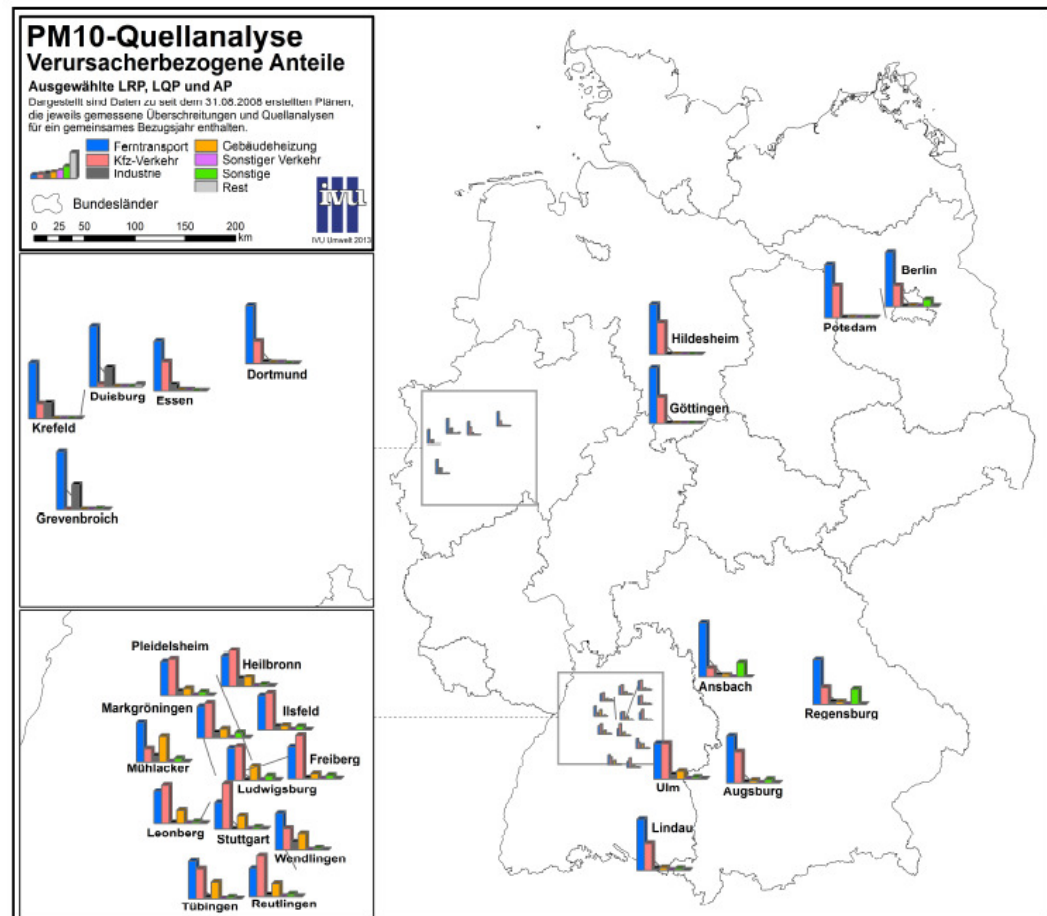 PM10-Quellanalyse
Verursacherbezogene Anteile
Ausgewählte LRP, LQP und AP
Dargestellt sind Daten zu seit dem 31.08.2008 erstellten Plänen,
die jeweils gemessene Überschreitungen und Quellanalysen
für ein gemeinsames Bezugsjahr enthalten.
Ferntransport
Kfz-Verkehr
Industrie
Gebäudeheizung
Sonstiger Verkehr
Sonstige
Rest
Bundesländer
0 25 50 100 150 200
km
ivu
IVU Umwelt 2013
Dortmund
Duisburg
Essen
Krefeld
Grevenbroich
Pleidelsheim
Heilbronn
Markgröningen
Ilsfeld
Mühlacker
Freiberg
Ludwigsburg
Leonberg
Stuttgart
Wendlingen
Tübingen
Reutlingen
Berlin
Potsdam
Hildesheim
Göttingen
Ansbach
Regensburg
Ulm
Augsburg
Lindau